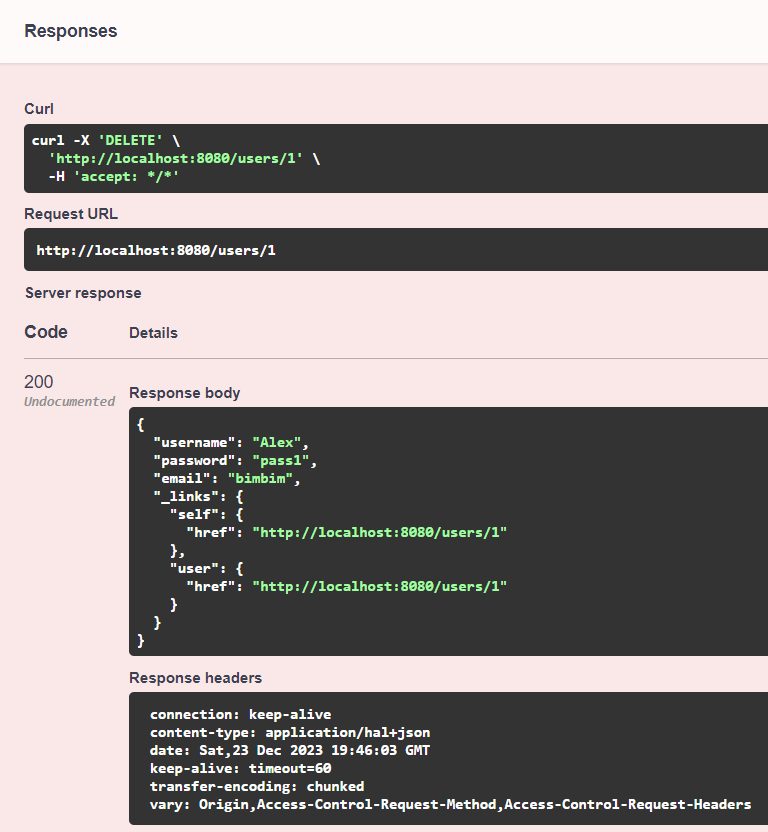 Responses
Curl
curl -X 'DELETE' \
  'http://localhost:8080/users/1' \
  -H 'accept: */*'
Request URL
http://localhost:8080/users/1
Server response
Code Details
200
Undocumented
Response body
{
  "username": "Alex",
  "password": "pass1",
  "email": "bimbim",
  "_links": {
    "self": {
      "href": "http://localhost:8080/users/1"
    },
    "user": {
      "href": "http://localhost:8080/users/1"
    }
  }
}
Response headers
connection: keep-alive
content-type: application/hal+json
date: Sat,23 Dec 2023 19:46:03 GMT
keep-alive: timeout=60
transfer-encoding: chunked
vary: Origin,Access-Control-Request-Method,Access-Control-Request-Headers